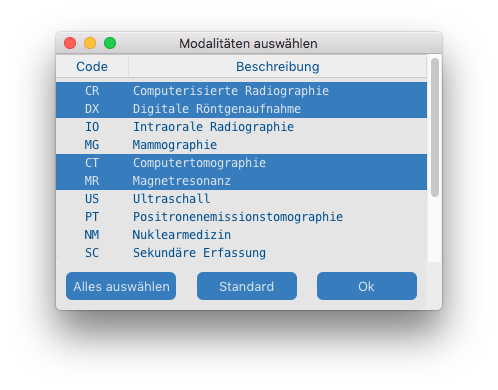 Modalitäten auswählen
Code Beschreibung
CR Computerisierte Radiographie
DX Digitale Röntgenaufnahme
IO Intraorale Radiographie
MG Mammographie
CT Computertomographie
MR Magnetresonanz
US Ultraschall
PT Positronenemissionstomographie
NM Nuklearmedizin
SC Sekundäre Erfassung
Alles auswählen Standard Ok